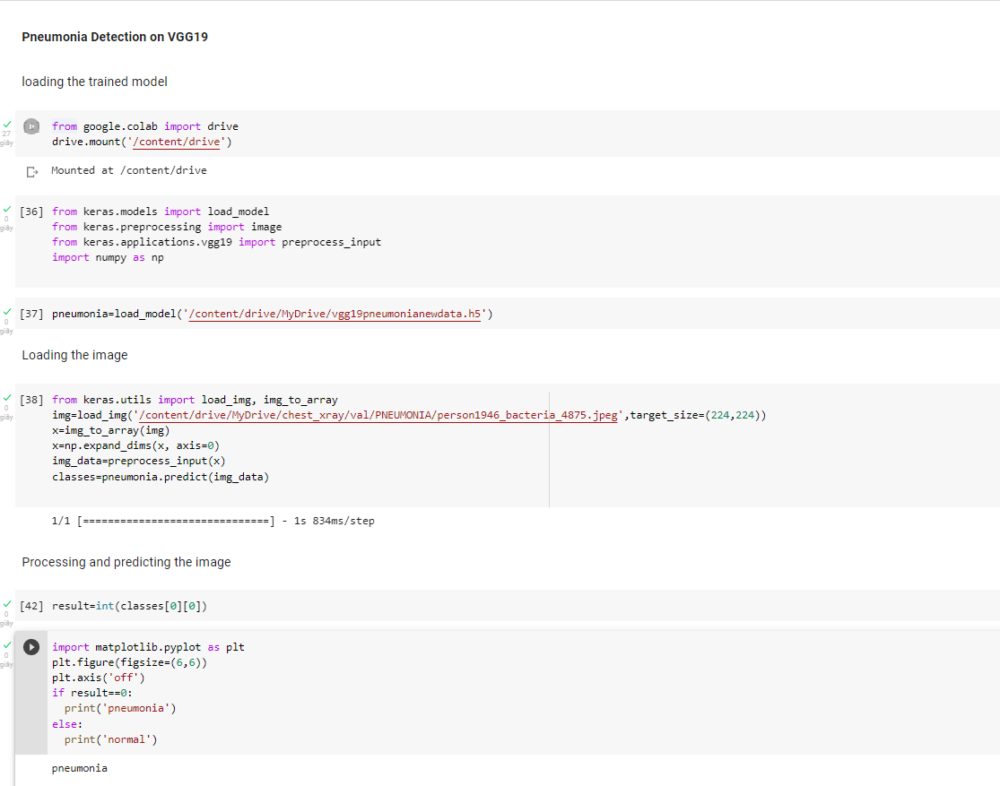 Pneumonia Detection on VGG19
loading the trained model
27
giây
from google.colab import drive
drive.mount('/content/drive')
Mounted at /content/drive
0
giây
[36] from keras.models import load_model
from keras.preprocessing import image
from keras.applications.vgg19 import preprocess_input
import numpy as np
0
giây
[37] pneumonia=load_model('/content/drive/MyDrive/vgg19pneumonianewdata.h5')
Loading the image
0
giây
[38] from keras.utils import load_img, img_to_array
img=load_img('/content/drive/MyDrive/chest_xray/val/PNEUMONIA/person1946_bacteria_4875.jpeg',target_size=(224,224))
x=img_to_array(img)
x=np.expand_dims(x, axis=0)
img_data=preprocess_input(x)
classes=pneumonia.predict(img_data)
1/1 [==============================] - 1s 834ms/step
Processing and predicting the image
0
giây
[42] result=int(classes[0][0])
0
giây
import matplotlib.pyplot as plt
plt.figure(figsize=(6,6))
plt.axis('off')
if result==0:
print('pneumonia')
else:
print('normal')
pneumonia